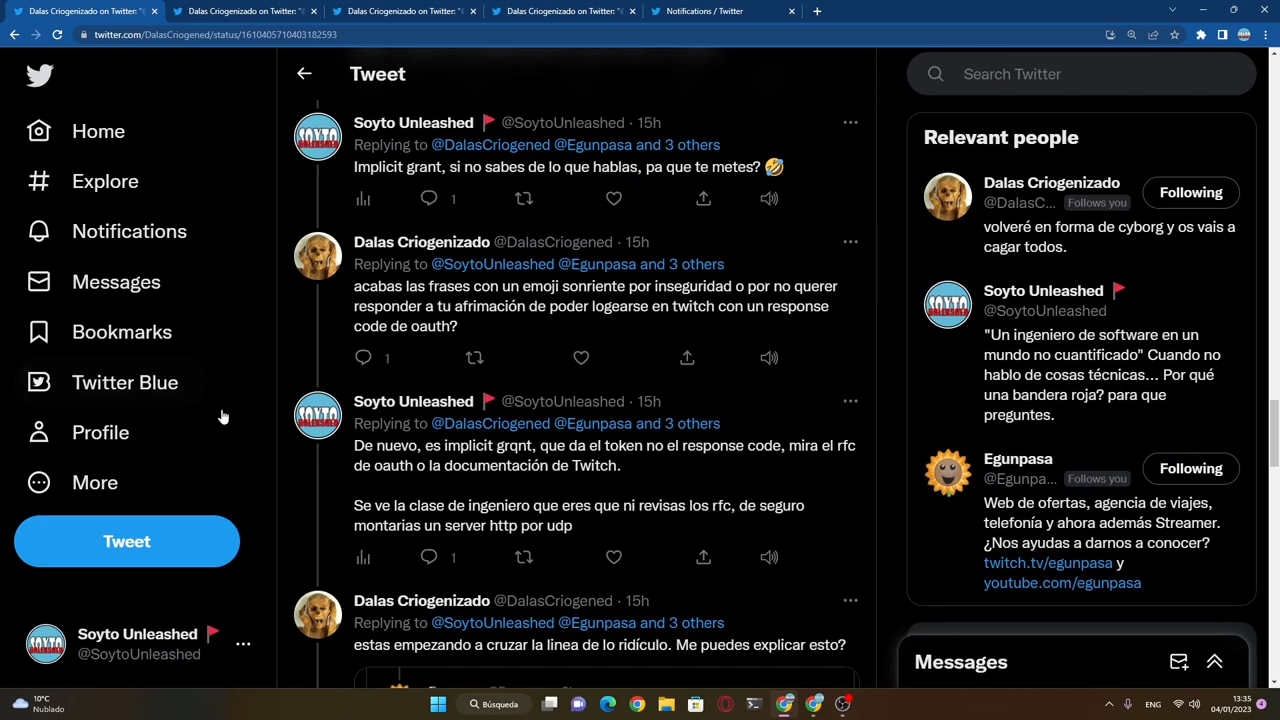 Dalas Criogenizado on Twitter: "
Dalas Criogenizado on Twitter: "
Dalas Criogenizado on Twitter: "
Dalas Criogenizado on Twitter: "
Notifications / Twitter
twitter.com/DalasCriogened/status/1610405710403182593
Home
Explore
Notifications
Messages
Bookmarks
Twitter Blue
Profile
More
Tweet
Soyto Unleashed
@SoytoUnleashed
Tweet
SOYTO
Soyto Unleashed @SoytoUnleashed · 15h
Replying to @DalasCriogened @Egunpasa and 3 others
Implicit grant, si no sabes de lo que hablas, pa que te metes? 🤣
1
Dalas Criogenizado @DalasCriogened · 15h
Replying to @SoytoUnleashed @Egunpasa and 3 others
acabas las frases con un emoji sonriente por inseguridad o por no querer
responder a tu afrimación de poder logearse en twitch con un response
code de oauth?
1
SOYTO
Soyto Unleashed @SoytoUnleashed · 15h
Replying to @DalasCriogened @Egunpasa and 3 others
De nuevo, es implicit grqnt, que da el token no el response code, mira el rfc
de oauth o la documentación de Twitch.
Se ve la clase de ingeniero que eres que ni revisas los rfc, de seguro
montarias un server http por udp
1
Dalas Criogenizado @DalasCriogened · 15h
Replying to @SoytoUnleashed @Egunpasa and 3 others
estas empezando a cruzar la linea de lo ridículo. Me puedes explicar esto?
Search Twitter
Relevant people
Dalas Criogenizado
@DalasC... Follows you
Following
volveré en forma de cyborg y os vais a
cagar todos.
SOYTO
Soyto Unleashed
@SoytoUnleashed
"Un ingeniero de software en un
mundo no cuantificado" Cuando no
hablo de cosas técnicas... Por qué
una bandera roja? para que
preguntes.
Egunpasa
@Egunpa... Follows you
Following
Web de ofertas, agencia de viajes,
telefonía y ahora además Streamer.
¿Nos ayudas a darnos a conocer?
twitch.tv/egunpasa y
youtube.com/egunpasa
Messages
10°C
Nublado
Búsqueda
ENG
13:35
04/01/2023
4